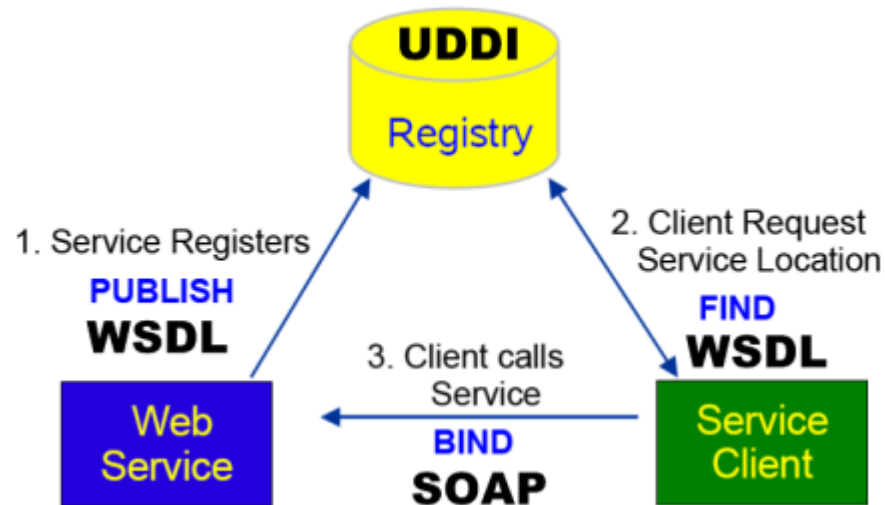 UDDI
Registry
1. Service Registers
PUBLISH
WSDL
2. Client Request
Service Location
FIND
WSDL
3. Client calls
Service
BIND
SOAP
Web
Service
Service
Client